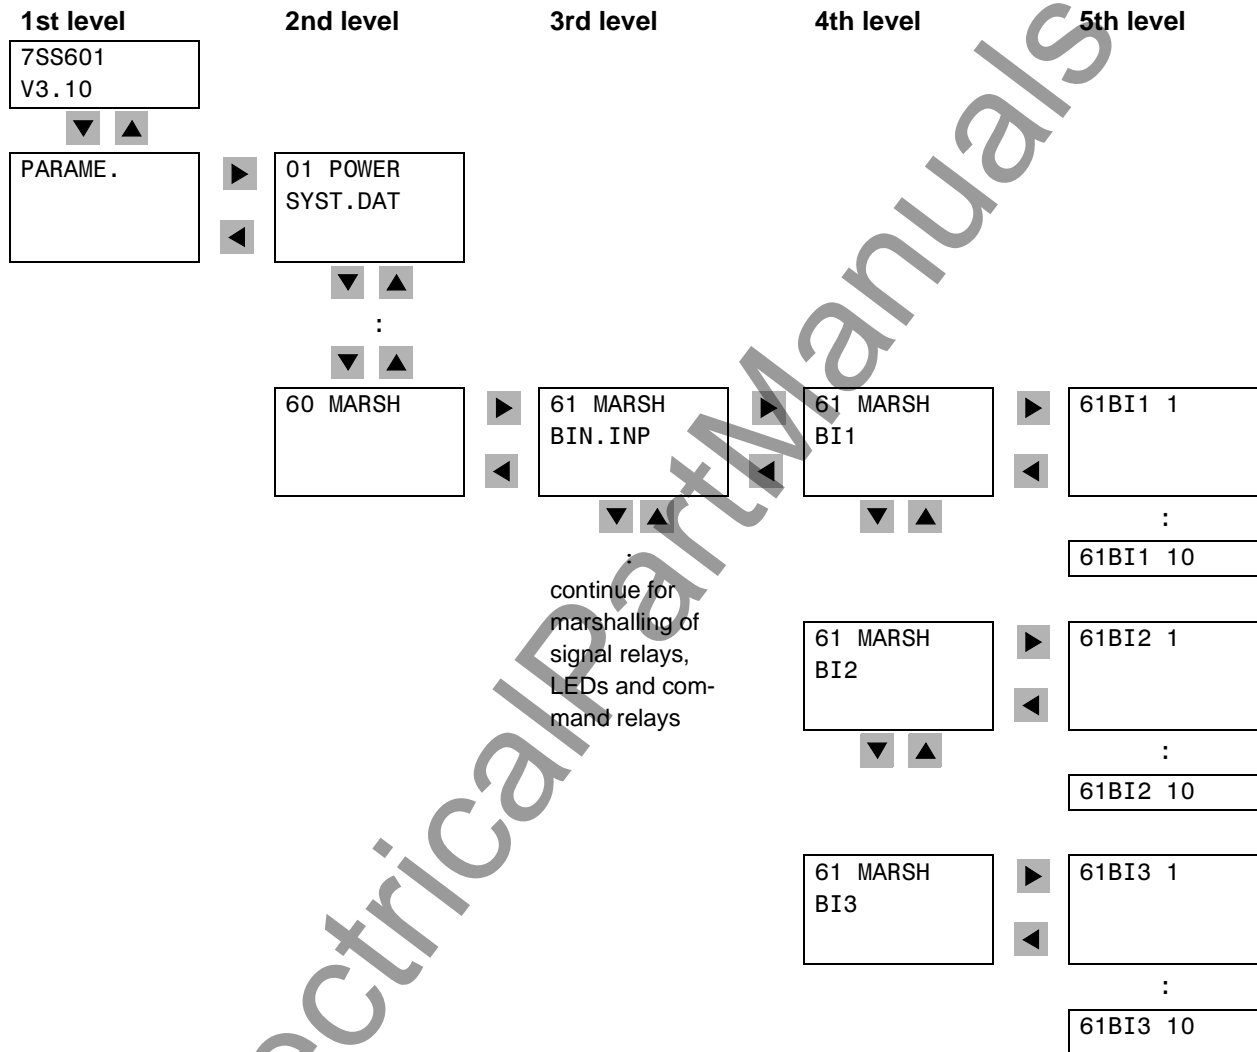 1st level 2nd level 3rd level 4th level 5th level
7SS601
V3.10
PARAME. 01 POWER
SYST.DAT
:
60 MARSH 61 MARSH 61 MARSH 61BI1 1
BIN.INP BI1
: :
61BI1 10
continue for
marshalling of
signal relays,
LEDs and com-
mand relays
61 MARSH 61BI2 1
BI2
:
61BI2 10
61 MARSH 61BI3 1
BI3
:
61BI3 10
ectricalPartManuals